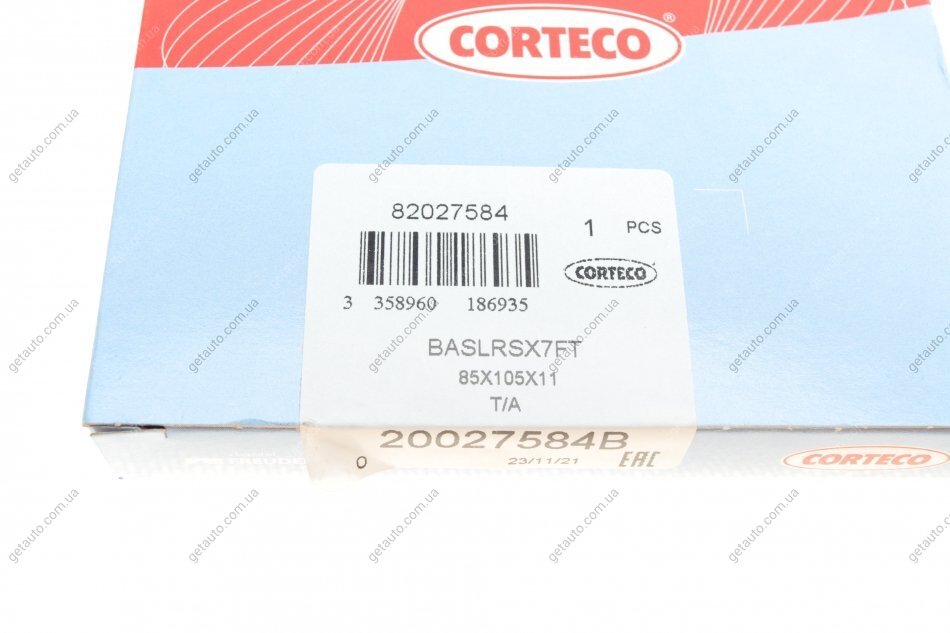 CORTECO®
82027584
1 PCS
CORTECO
3 358960 186935
BASLRSX7FT
85X105X11
T/A
20027584B
0 23/11/21 EAC
CORTECO
getauto.com.ua